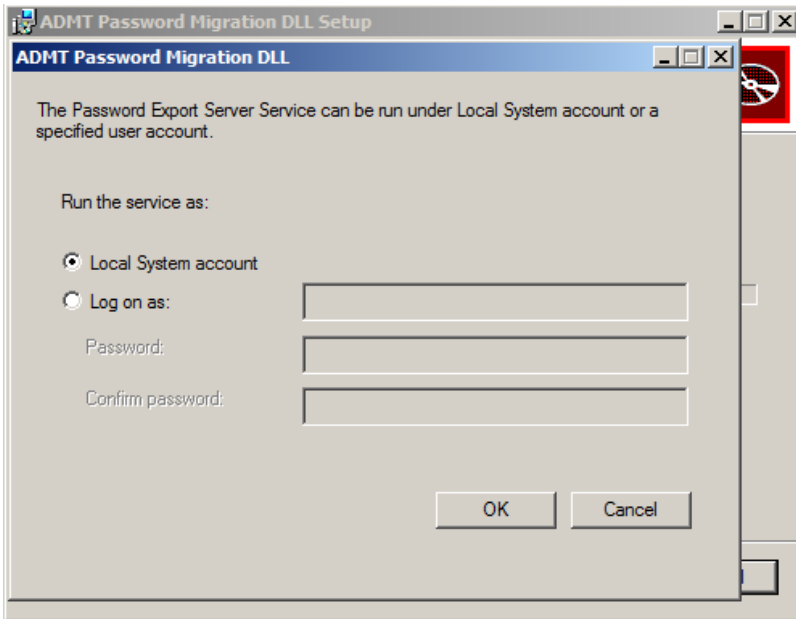 ADMT Password Migration DLL Setup
ADMT Password Migration DLL
The Password Export Server Service can be run under Local System account or a
specified user account.
Run the service as:
Local System account
Log on as:
Password:
Confirm password:
OK
Cancel